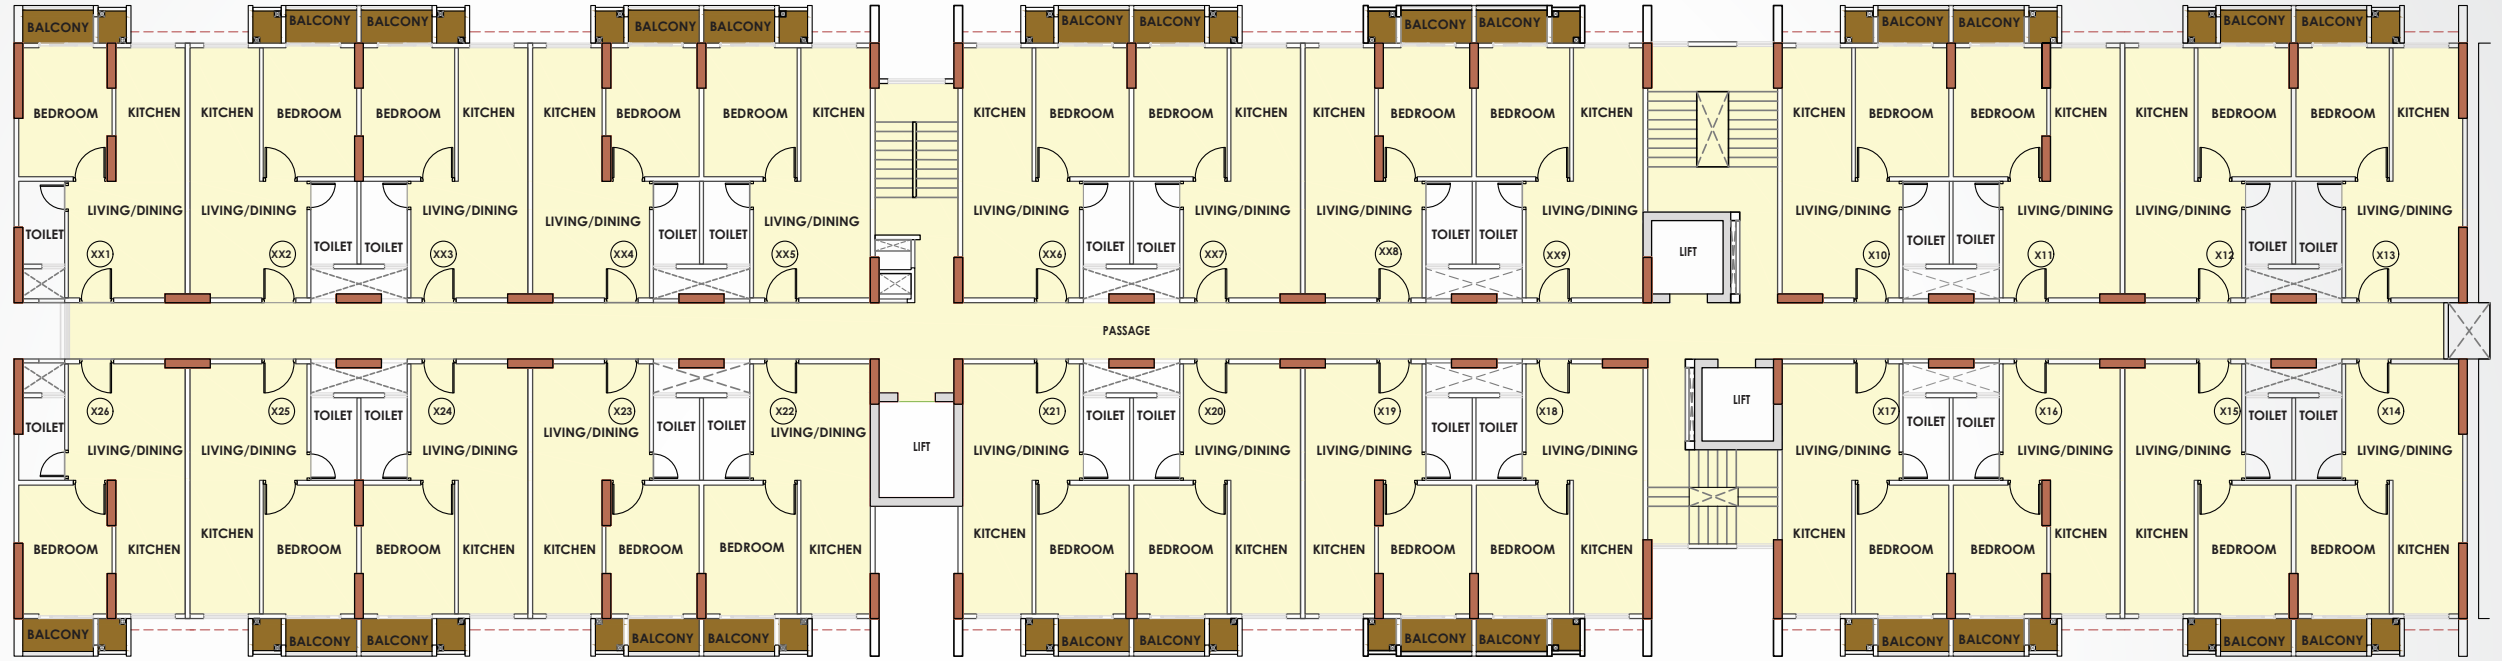 BALCONY BALCONY BALCONY BALCONY BALCONY BALCONY BALCONY BALCONY BALCONY BALCONY BALCONY BALCONY BALCONY
BEDROOM KITCHEN KITCHEN BEDROOM BEDROOM KITCHEN KITCHEN BEDROOM BEDROOM KITCHEN KITCHEN BEDROOM BEDROOM KITCHEN KITCHEN BEDROOM BEDROOM KITCHEN KITCHEN BEDROOM BEDROOM KITCHEN KITCHEN BEDROOM BEDROOM KITCHEN
LIVING/DINING LIVING/DINING LIVING/DINING LIVING/DINING LIVING/DINING LIVING/DINING LIVING/DINING LIVING/DINING LIVING/DINING LIVING/DINING LIVING/DINING LIVING/DINING LIVING/DINING
TOILET TOILET TOILET TOILET TOILET TOILET TOILET TOILET TOILET TOILET TOILET TOILET TOILET
XX1 XX2 XX3 XX4 XX5 XX6 XX7 XX8 XX9 LIFT X10 X11 X12 X13
PASSAGE
X26 X25 X24 X23 X22 X21 X20 X19 X18 LIFT X17 X16 X15 X14
TOILET TOILET TOILET TOILET TOILET TOILET TOILET TOILET TOILET TOILET TOILET TOILET TOILET
LIVING/DINING LIVING/DINING LIVING/DINING LIVING/DINING LIVING/DINING LIFT LIVING/DINING LIVING/DINING LIVING/DINING LIVING/DINING LIVING/DINING LIVING/DINING LIVING/DINING LIVING/DINING
BEDROOM KITCHEN KITCHEN BEDROOM BEDROOM KITCHEN KITCHEN BEDROOM BEDROOM KITCHEN KITCHEN BEDROOM BEDROOM KITCHEN KITCHEN BEDROOM BEDROOM KITCHEN KITCHEN BEDROOM BEDROOM KITCHEN KITCHEN BEDROOM BEDROOM KITCHEN
BALCONY BALCONY BALCONY BALCONY BALCONY BALCONY BALCONY BALCONY BALCONY BALCONY BALCONY BALCONY BALCONY